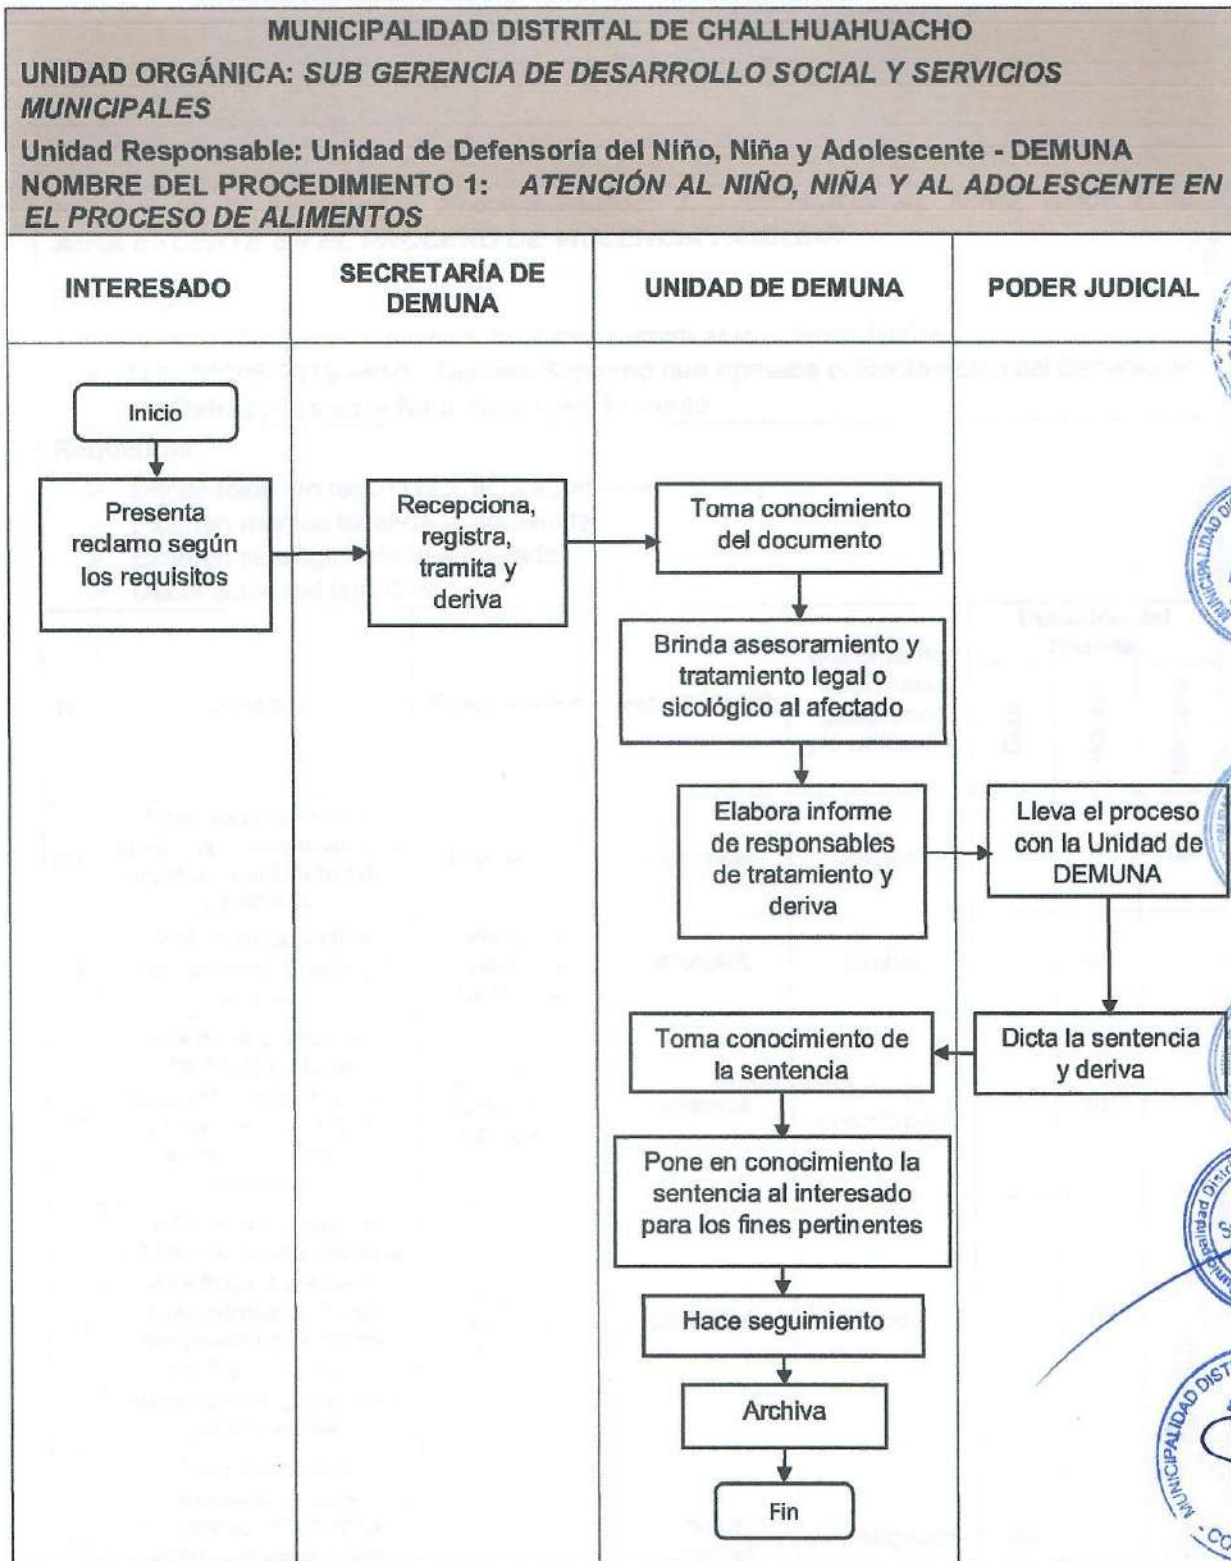 MUNICIPALIDAD DISTRITAL DE CHALLHUAHUACHO
UNIDAD ORGÁNICA: SUB GERENCIA DE DESARROLLO SOCIAL Y SERVICIOS
MUNICIPALES
Unidad Responsable: Unidad de Defensoría del Niño, Niña y Adolescente - DEMUNA
NOMBRE DEL PROCEDIMIENTO 1: ATENCIÓN AL NIÑO, NIÑA Y AL ADOLESCENTE EN
EL PROCESO DE ALIMENTOS
INTERESADO
SECRETARÍA DE
DEMUNA
UNIDAD DE DEMUNA
PODER JUDICIAL
Inicio
Presenta
reclamo según
los requisitos
Recepciona,
registra,
tramita y
deriva
Toma conocimiento
del documento
Brinda asesoramiento y
tratamiento legal o
sicológico al afectado
Elabora informe
de responsables
de tratamiento y
deriva
Lleva el proceso
con la Unidad de
DEMUNA
Dicta la sentencia
y deriva
Toma conocimiento de
la sentencia
Pone en conocimiento la
sentencia al interesado
para los fines pertinentes
Hace seguimiento
Archiva
Fin
MUNICIPALIDAD
MUNICIPALIDAD